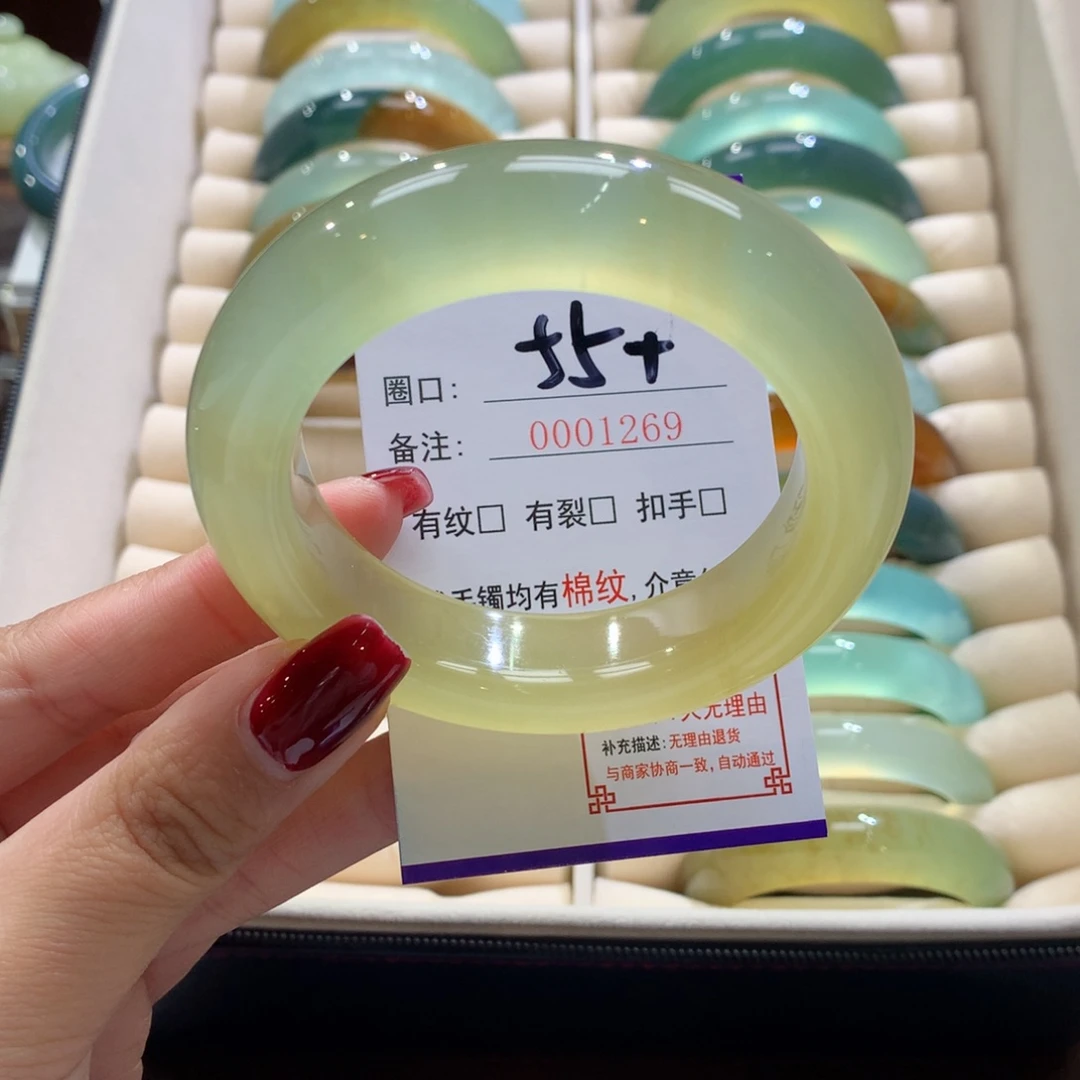 圈口: 55+
备注: 0001269
有纹□ 有裂□ 扣手□
手镯均有棉纹, 介意
天无理由
补充描述: 无理由退货
与商家协商一致, 自动通过